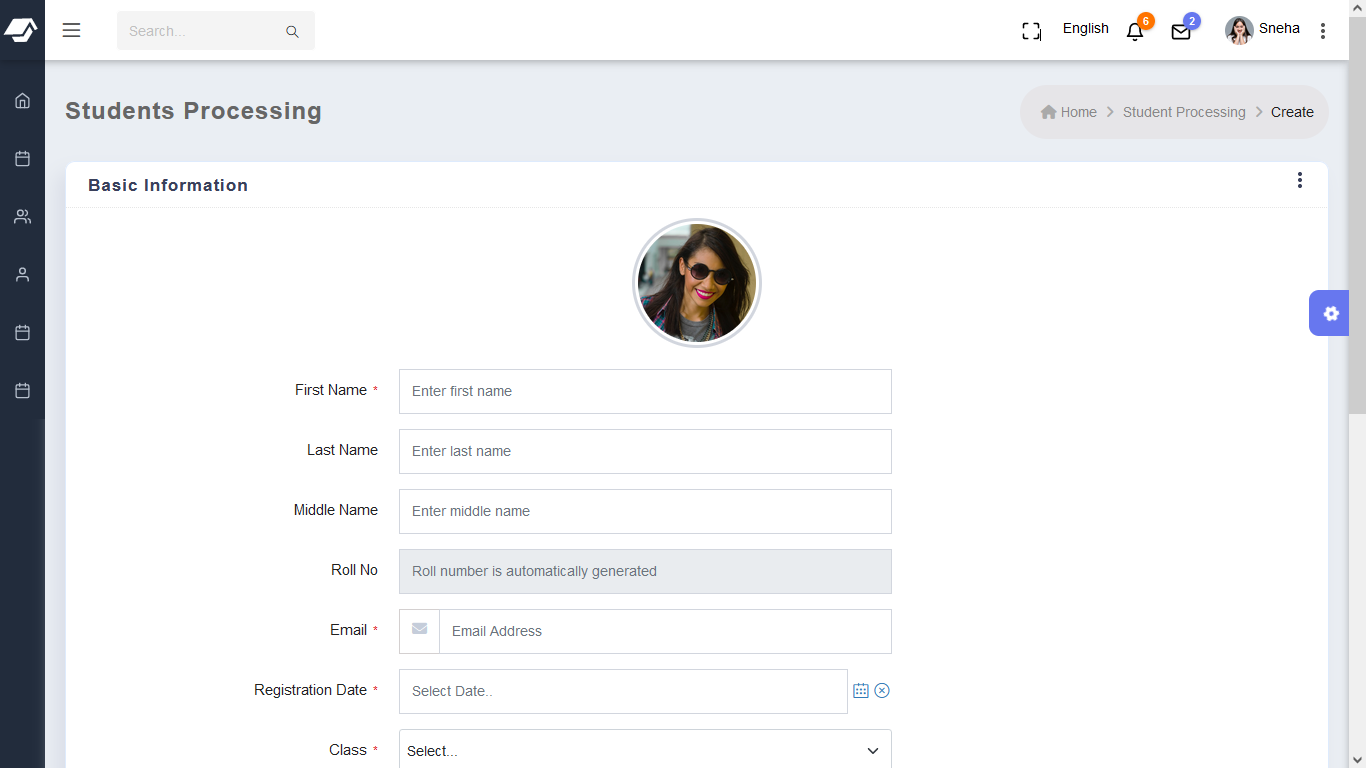 Search...
English
6
2
Sneha
Students Processing
Home
Student Processing
Create
Basic Information
First Name *
Enter first name
Last Name
Enter last name
Middle Name
Enter middle name
Roll No
Roll number is automatically generated
Email *
Email Address
Registration Date *
Select Date..
Class *
Select...